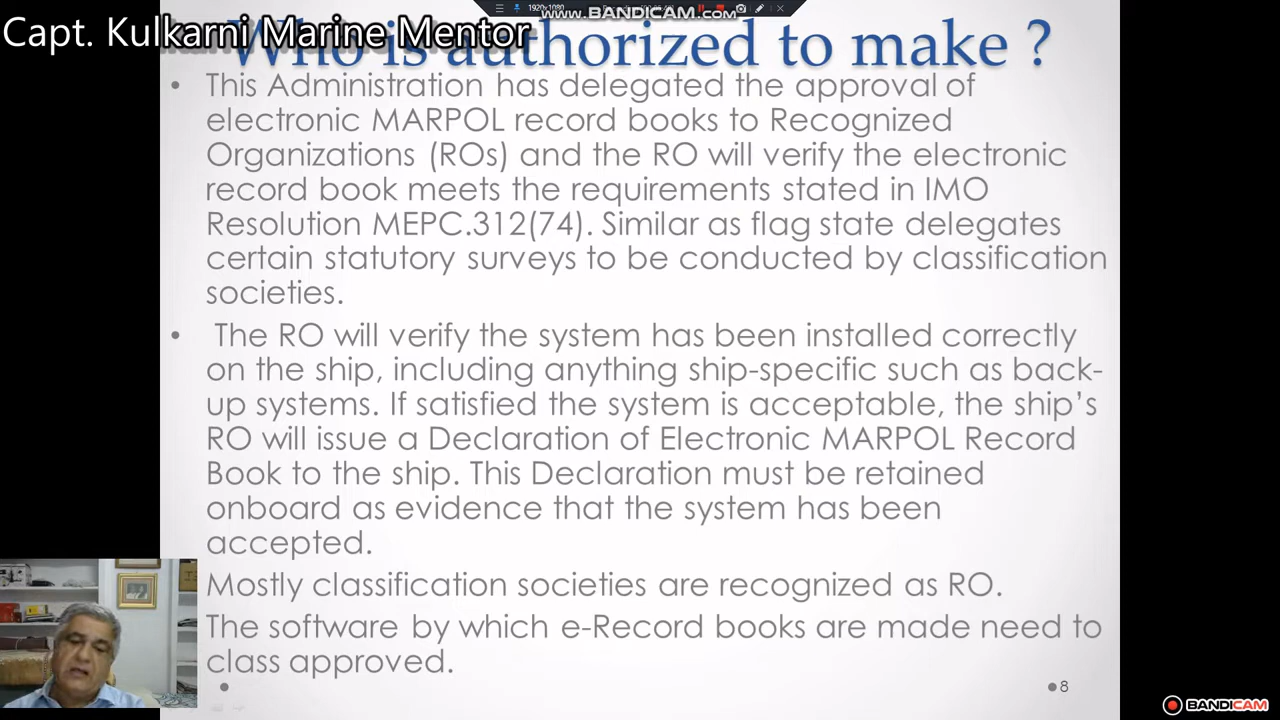 1920x1080
www.BANDICAM.com
Capt. Kulkarni Marine Mentor
Who is authorized to make ?
• This Administration has delegated the approval of
electronic MARPOL record books to Recognized
Organizations (ROs) and the RO will verify the electronic
record book meets the requirements stated in IMO
Resolution MEPC.312(74). Similar as flag state delegates
certain statutory surveys to be conducted by classification
societies.
• The RO will verify the system has been installed correctly
on the ship, including anything ship-specific such as back-
up systems. If satisfied the system is acceptable, the ship’s
RO will issue a Declaration of Electronic MARPOL Record
Book to the ship. This Declaration must be retained
onboard as evidence that the system has been
accepted.
Mostly classification societies are recognized as RO.
The software by which e-Record books are made need to
class approved.
8
BANDICAM